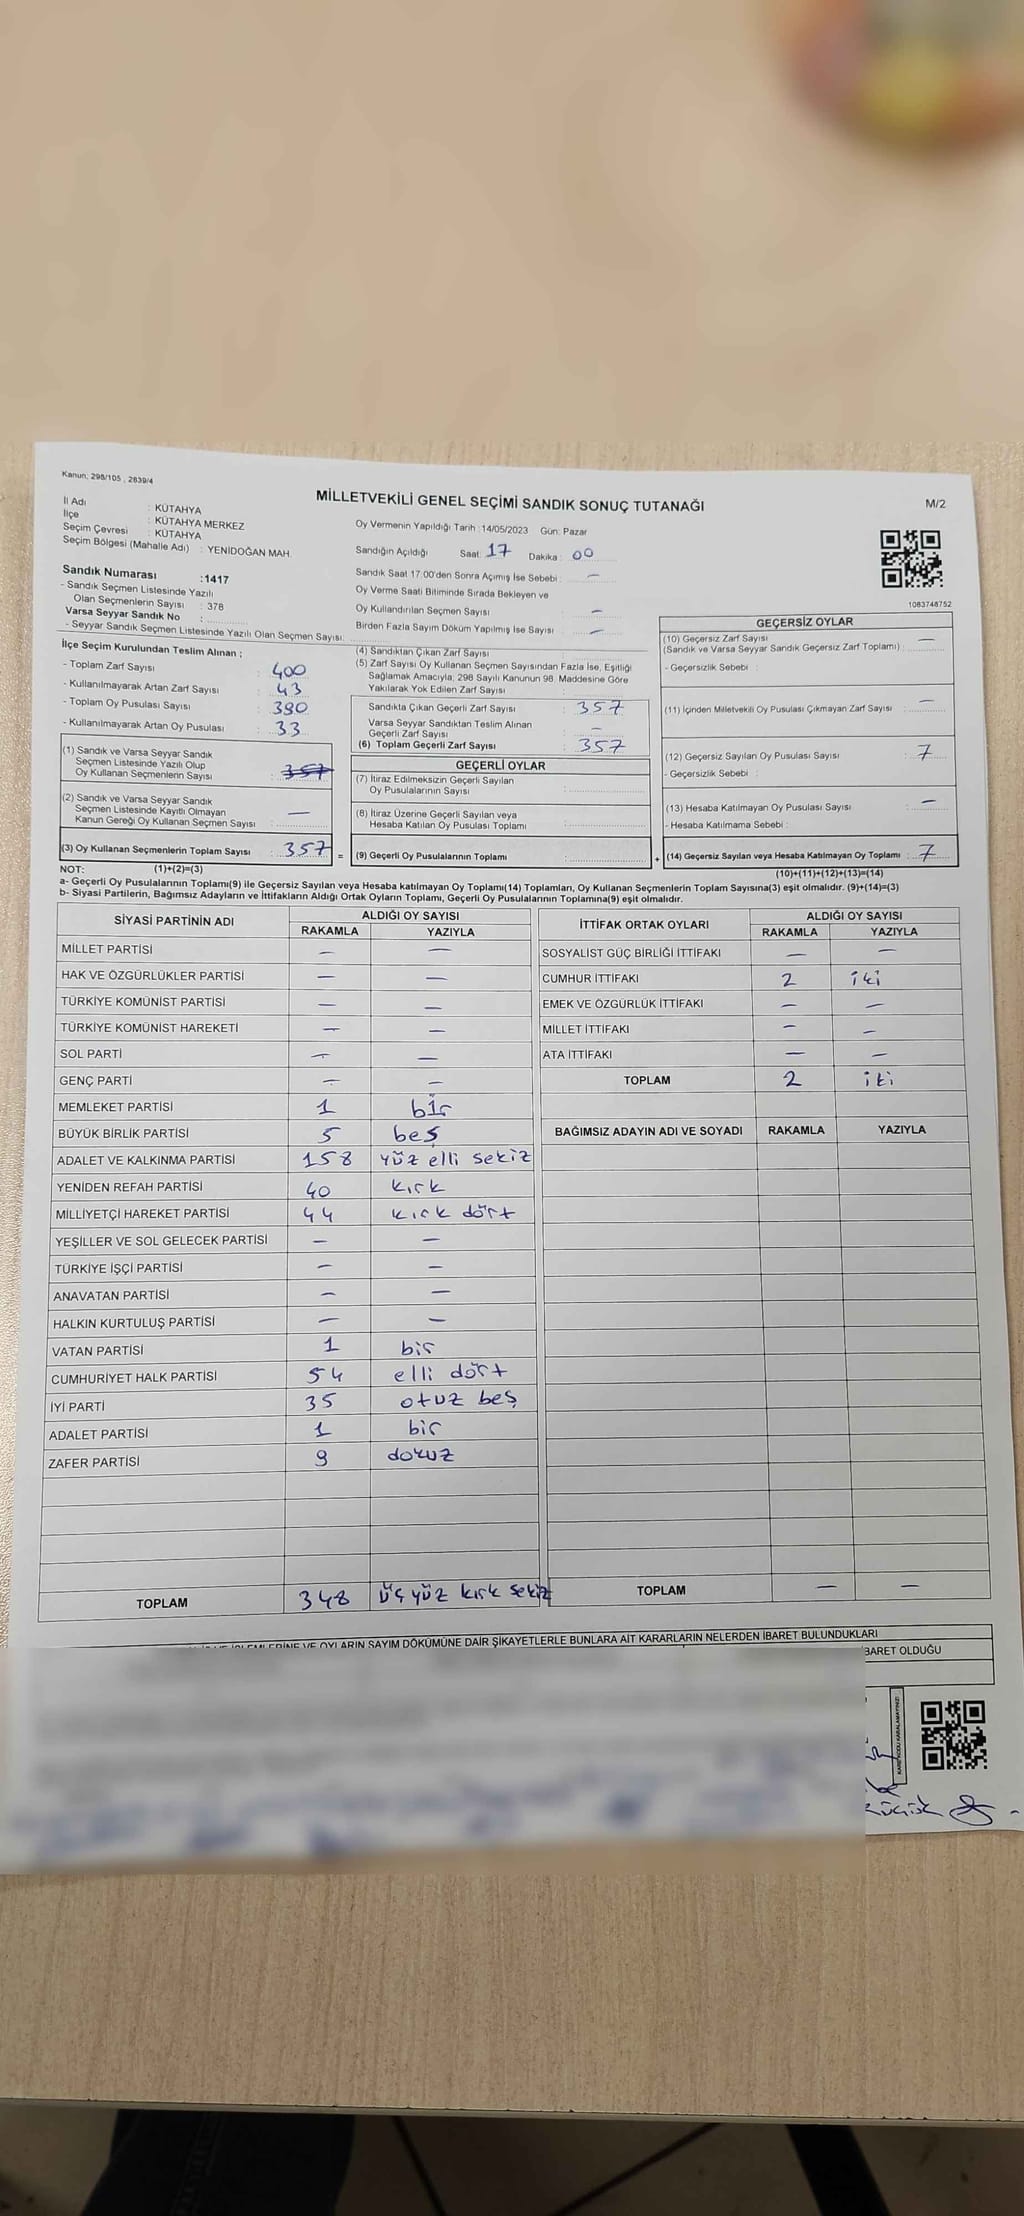 Kanun; 298/105 , 2839/4
MİLLETVEKİLİ GENEL SEÇİMİ SANDIK SONUÇ TUTANAĞI
M/2
İl Adı : KÜTAHYA
İlçe : KÜTAHYA MERKEZ
Seçim Çevresi : KÜTAHYA
Seçim Bölgesi (Mahalle Adı) : YENİDOĞAN MAH.
Sandık Numarası :1417
- Sandık Seçmen Listesinde Yazılı
Olan Seçmenlerin Sayısı : 378
Varsa Seyyar Sandık No :
- Seyyar Sandık Seçmen Listesinde Yazılı Olan Seçmen Sayısı:
Oy Vermenin Yapıldığı Tarih :14/05/2023 Gün: Pazar
Sandığın Açıldığı Saat: 17 Dakika : 00
Sandık Saat 17:00'den Sonra Açımış İse Sebebi : —
Oy Verme Saati Bitiminde Sırada Bekleyen ve
Oy Kullandırılan Seçmen Sayısı : —
Birden Fazla Sayım Döküm Yapılmış İse Sayısı : —
1083748752
İlçe Seçim Kurulundan Teslim Alınan :
- Toplam Zarf Sayısı : 400
- Kullanılmayarak Artan Zarf Sayısı : 43
- Toplam Oy Pusulası Sayısı : 390
- Kullanılmayarak Artan Oy Pusulası : 33
(1) Sandık ve Varsa Seyyar Sandık
Seçmen Listesinde Yazılı Olup
Oy Kullanan Seçmenlerin Sayısı : 357
(2) Sandık ve Varsa Seyyar Sandık
Seçmen Listesinde Kayıtlı Olmayan
Kanun Gereği Oy Kullanan Seçmen Sayısı : —
(3) Oy Kullanan Seçmenlerin Toplam Sayısı : 357 =
(4) Sandıktan Çıkan Zarf Sayısı :
(5) Zarf Sayısı Oy Kullanan Seçmen Sayısından Fazla İse, Eşitliği
Sağlamak Amacıyla; 298 Sayılı Kanunun 98. Maddesine Göre
Yakılarak Yok Edilen Zarf Sayısı :
Sandıkta Çıkan Geçerli Zarf Sayısı : 357
Varsa Seyyar Sandıktan Teslim Alınan
Geçerli Zarf Sayısı : —
(6) Toplam Geçerli Zarf Sayısı : 357
GEÇERLİ OYLAR
(7) İtiraz Edilmeksizin Geçerli Sayılan
Oy Pusulalarının Sayısı :
(8) İtiraz Üzerine Geçerli Sayılan veya
Hesaba Katılan Oy Pusulası Toplamı :
(9) Geçerli Oy Pusulalarının Toplamı : +
GEÇERSİZ OYLAR
(10) Geçersiz Zarf Sayısı —
(Sandık ve Varsa Seyyar Sandık Geçersiz Zarf Toplamı) :
- Geçersizlik Sebebi :
(11) İçinden Milletvekili Oy Pusulası Çıkmayan Zarf Sayısı : —
(12) Geçersiz Sayılan Oy Pusulası Sayısı : 7
- Geçersizlik Sebebi :
(13) Hesaba Katılmayan Oy Pusulası Sayısı : —
- Hesaba Katılmama Sebebi :
(14) Geçersiz Sayılan veya Hesaba Katılmayan Oy Toplamı : 7
NOT: (1)+(2)=(3) (10)+(11)+(12)+(13)=(14)
a- Geçerli Oy Pusulalarının Toplamı(9) ile Geçersiz Sayılan veya Hesaba katılmayan Oy Toplamı(14) Toplamları, Oy Kullanan Seçmenlerin Toplam Sayısına(3) eşit olmalıdır. (9)+(14)=(3)
b- Siyasi Partilerin, Bağımsız Adayların ve İttifakların Aldığı Ortak Oyların Toplamı, Geçerli Oy Pusulalarının Toplamına(9) eşit olmalıdır.
SİYASİ PARTİNİN ADI ALDIĞI OY SAYISI
RAKAMLA YAZIYLA
MİLLET PARTİSİ — —
HAK VE ÖZGÜRLÜKLER PARTİSİ — —
TÜRKİYE KOMÜNİST PARTİSİ — —
TÜRKİYE KOMÜNİST HAREKETİ — —
SOL PARTİ — —
GENÇ PARTİ — —
MEMLEKET PARTİSİ 1 bir
BÜYÜK BİRLİK PARTİSİ 5 beş
ADALET VE KALKINMA PARTİSİ 158 yüz elli sekiz
YENİDEN REFAH PARTİSİ 40 kırk
MİLLİYETÇİ HAREKET PARTİSİ 44 kırk dört
YEŞİLLER VE SOL GELECEK PARTİSİ — —
TÜRKİYE İŞÇİ PARTİSİ — —
ANAVATAN PARTİSİ — —
HALKIN KURTULUŞ PARTİSİ — —
VATAN PARTİSİ 1 bir
CUMHURİYET HALK PARTİSİ 54 elli dört
İYİ PARTİ 35 otuz beş
ADALET PARTİSİ 1 bir
ZAFER PARTİSİ 9 dokuz
TOPLAM 348 üç yüz kırk sekiz
İTTİFAK ORTAK OYLARI ALDIĞI OY SAYISI
RAKAMLA YAZIYLA
SOSYALİST GÜÇ BİRLİĞİ İTTİFAKI — —
CUMHUR İTTİFAKI 2 iki
EMEK VE ÖZGÜRLÜK İTTİFAKI — —
MİLLET İTTİFAKI — —
ATA İTTİFAKI — —
TOPLAM 2 iki
BAĞIMSIZ ADAYIN ADI VE SOYADI RAKAMLA YAZIYLA
TOPLAM — —
İŞLEMLERİNE VE OYLARIN SAYIM DÖKÜMÜNE DAİR ŞİKAYETLERLE BUNLARA AİT KARARLARIN NELERDEN İBARET BULUNDUKLARI
BARET OLDUĞU
KARE KODU KARALAMAYINIZ!